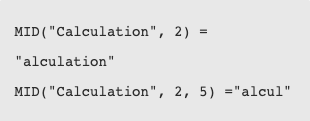 MID("Calculation", 2) =
"alculation"
MID("Calculation", 2, 5) ="alcul"